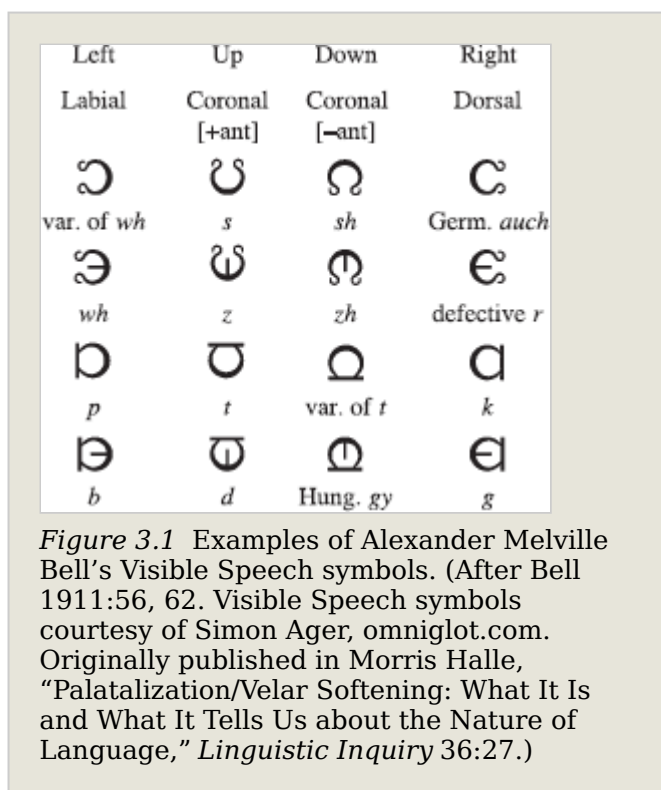 Left Up Down Right
Labial Coronal Coronal Dorsal
[+ant] [–ant]
var. of wh s sh Germ. auch
wh z zh defective r
p t var. of t k
b d Hung. gy g
Figure 3.1 Examples of Alexander Melville
Bell’s Visible Speech symbols. (After Bell
1911:56, 62. Visible Speech symbols
courtesy of Simon Ager, omniglot.com.
Originally published in Morris Halle,
“Palatalization/Velar Softening: What It Is
and What It Tells Us about the Nature of
Language,” Linguistic Inquiry 36:27.)